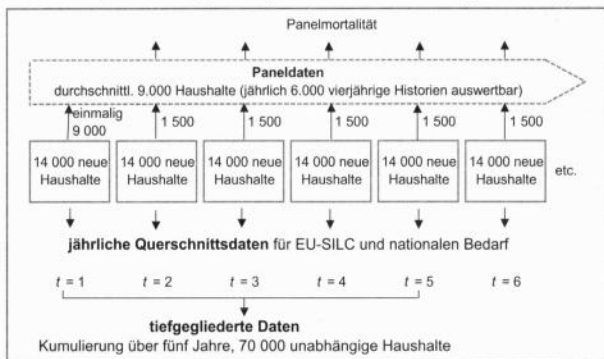 Panelmortalität
Paneldaten
durchschnittl. 9.000 Haushalte (jährlich 6.000 vierjährige Historien auswertbar)
einmalig
9 000
1 500
1 500
1 500
1 500
1 500
14 000 neue
Haushalte
14 000 neue
Haushalte
14 000 neue
Haushalte
14 000 neue
Haushalte
14 000 neue
Haushalte
14 000 neue
Haushalte
etc.
jährliche Querschnittsdaten für EU-SILC und nationalen Bedarf
t = 1 t = 2 t = 3 t = 4 t = 5 t = 6
tiefgegliederte Daten
Kumulierung über fünf Jahre, 70 000 unabhängige Haushalte